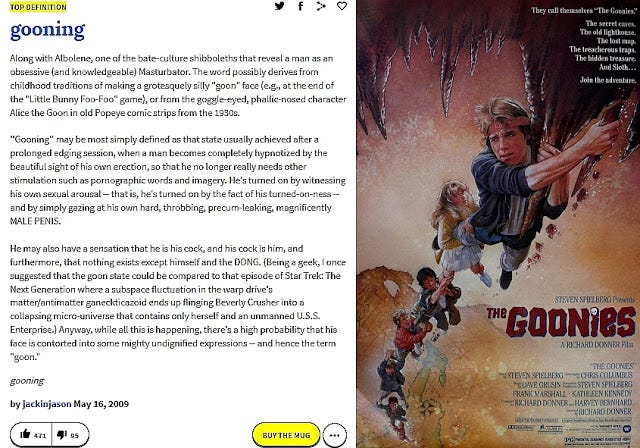 TOP DEFINITION
gooning
Along with Albolene, one of the bate-culture shibboleths that reveal a man as an
obsessive (and knowledgeable) Masturbator. The word possibly derives from
childhood traditions of making a grotesquely silly "goon" face (e.g., at the end of
the "Little Bunny Foo-Foo" game), or from the goggle-eyed, phallic-nosed character
Alice the Goon in old Popeye comic strips from the 1930s.
"Gooning" may be most simply defined as that state usually achieved after a
prolonged edging session, when a man becomes completely hypnotized by the
beautiful sight of his own erection, so that he no longer really needs other
stimulation such as pornographic words and imagery. He's turned on by witnessing
his own sexual arousal -- that is, he's turned on by the fact of his turned-on-ness --
and by simply gazing at his own hard, throbbing, precum-leaking, magnificently
MALE PENIS.
He may also have a sensation that he is his cock, and his cock is him, and
furthermore, that nothing exists except himself and the DONG. (Being a geek, I once
suggested that the goon state could be compared to that episode of Star Trek: The
Next Generation where a subspace fluctuation in the warp drive's
matter/antimatter ganeckticazoid ends up flinging Beverly Crusher into a
collapsing micro-universe that contains only herself and an unmanned U.S.S.
Enterprise.) Anyway, while all this is happening, there's a high probability that his
face is contorted into some mighty undignified expressions -- and hence the term
"goon."
gooning
by jackinjason May 16, 2009
471
95
BUY THE MUG
They call themselves "The Goonies."
The secret caves.
The old lighthouse.
The lost map.
The treacherous traps.
The hidden treasure.
And Sloth...
Join the adventure.
STEVEN SPIELBERG Presents
THE GOONIES
A RICHARD DONNER Film
"THE GOONIES"
STEVEN SPIELBERG CHRIS COLUMBUS
DAVE GRUSIN STEVEN SPIELBERG
FRANK MARSHALL KATHLEEN KENNEDY
RICHARD DONNER HARVEY BERNHARD
RICHARD DONNER
PG